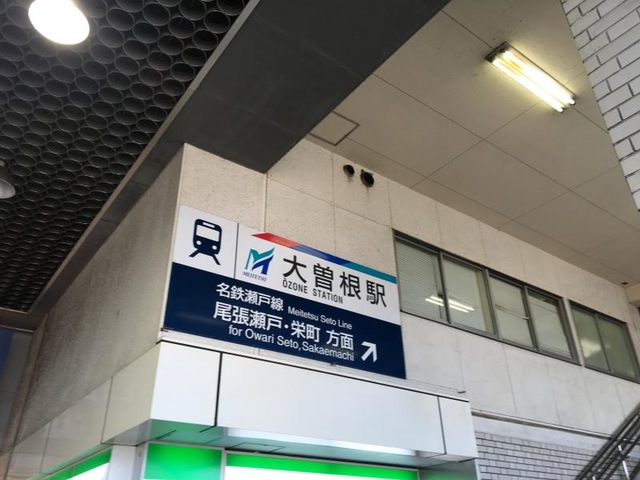 MEITETSU
大曽根駅
ŌZONE STATION
名鉄瀬戸線 Meitetsu Seto Line
尾張瀬戸・栄町 方面
for Owari Seto,Sakaemachi